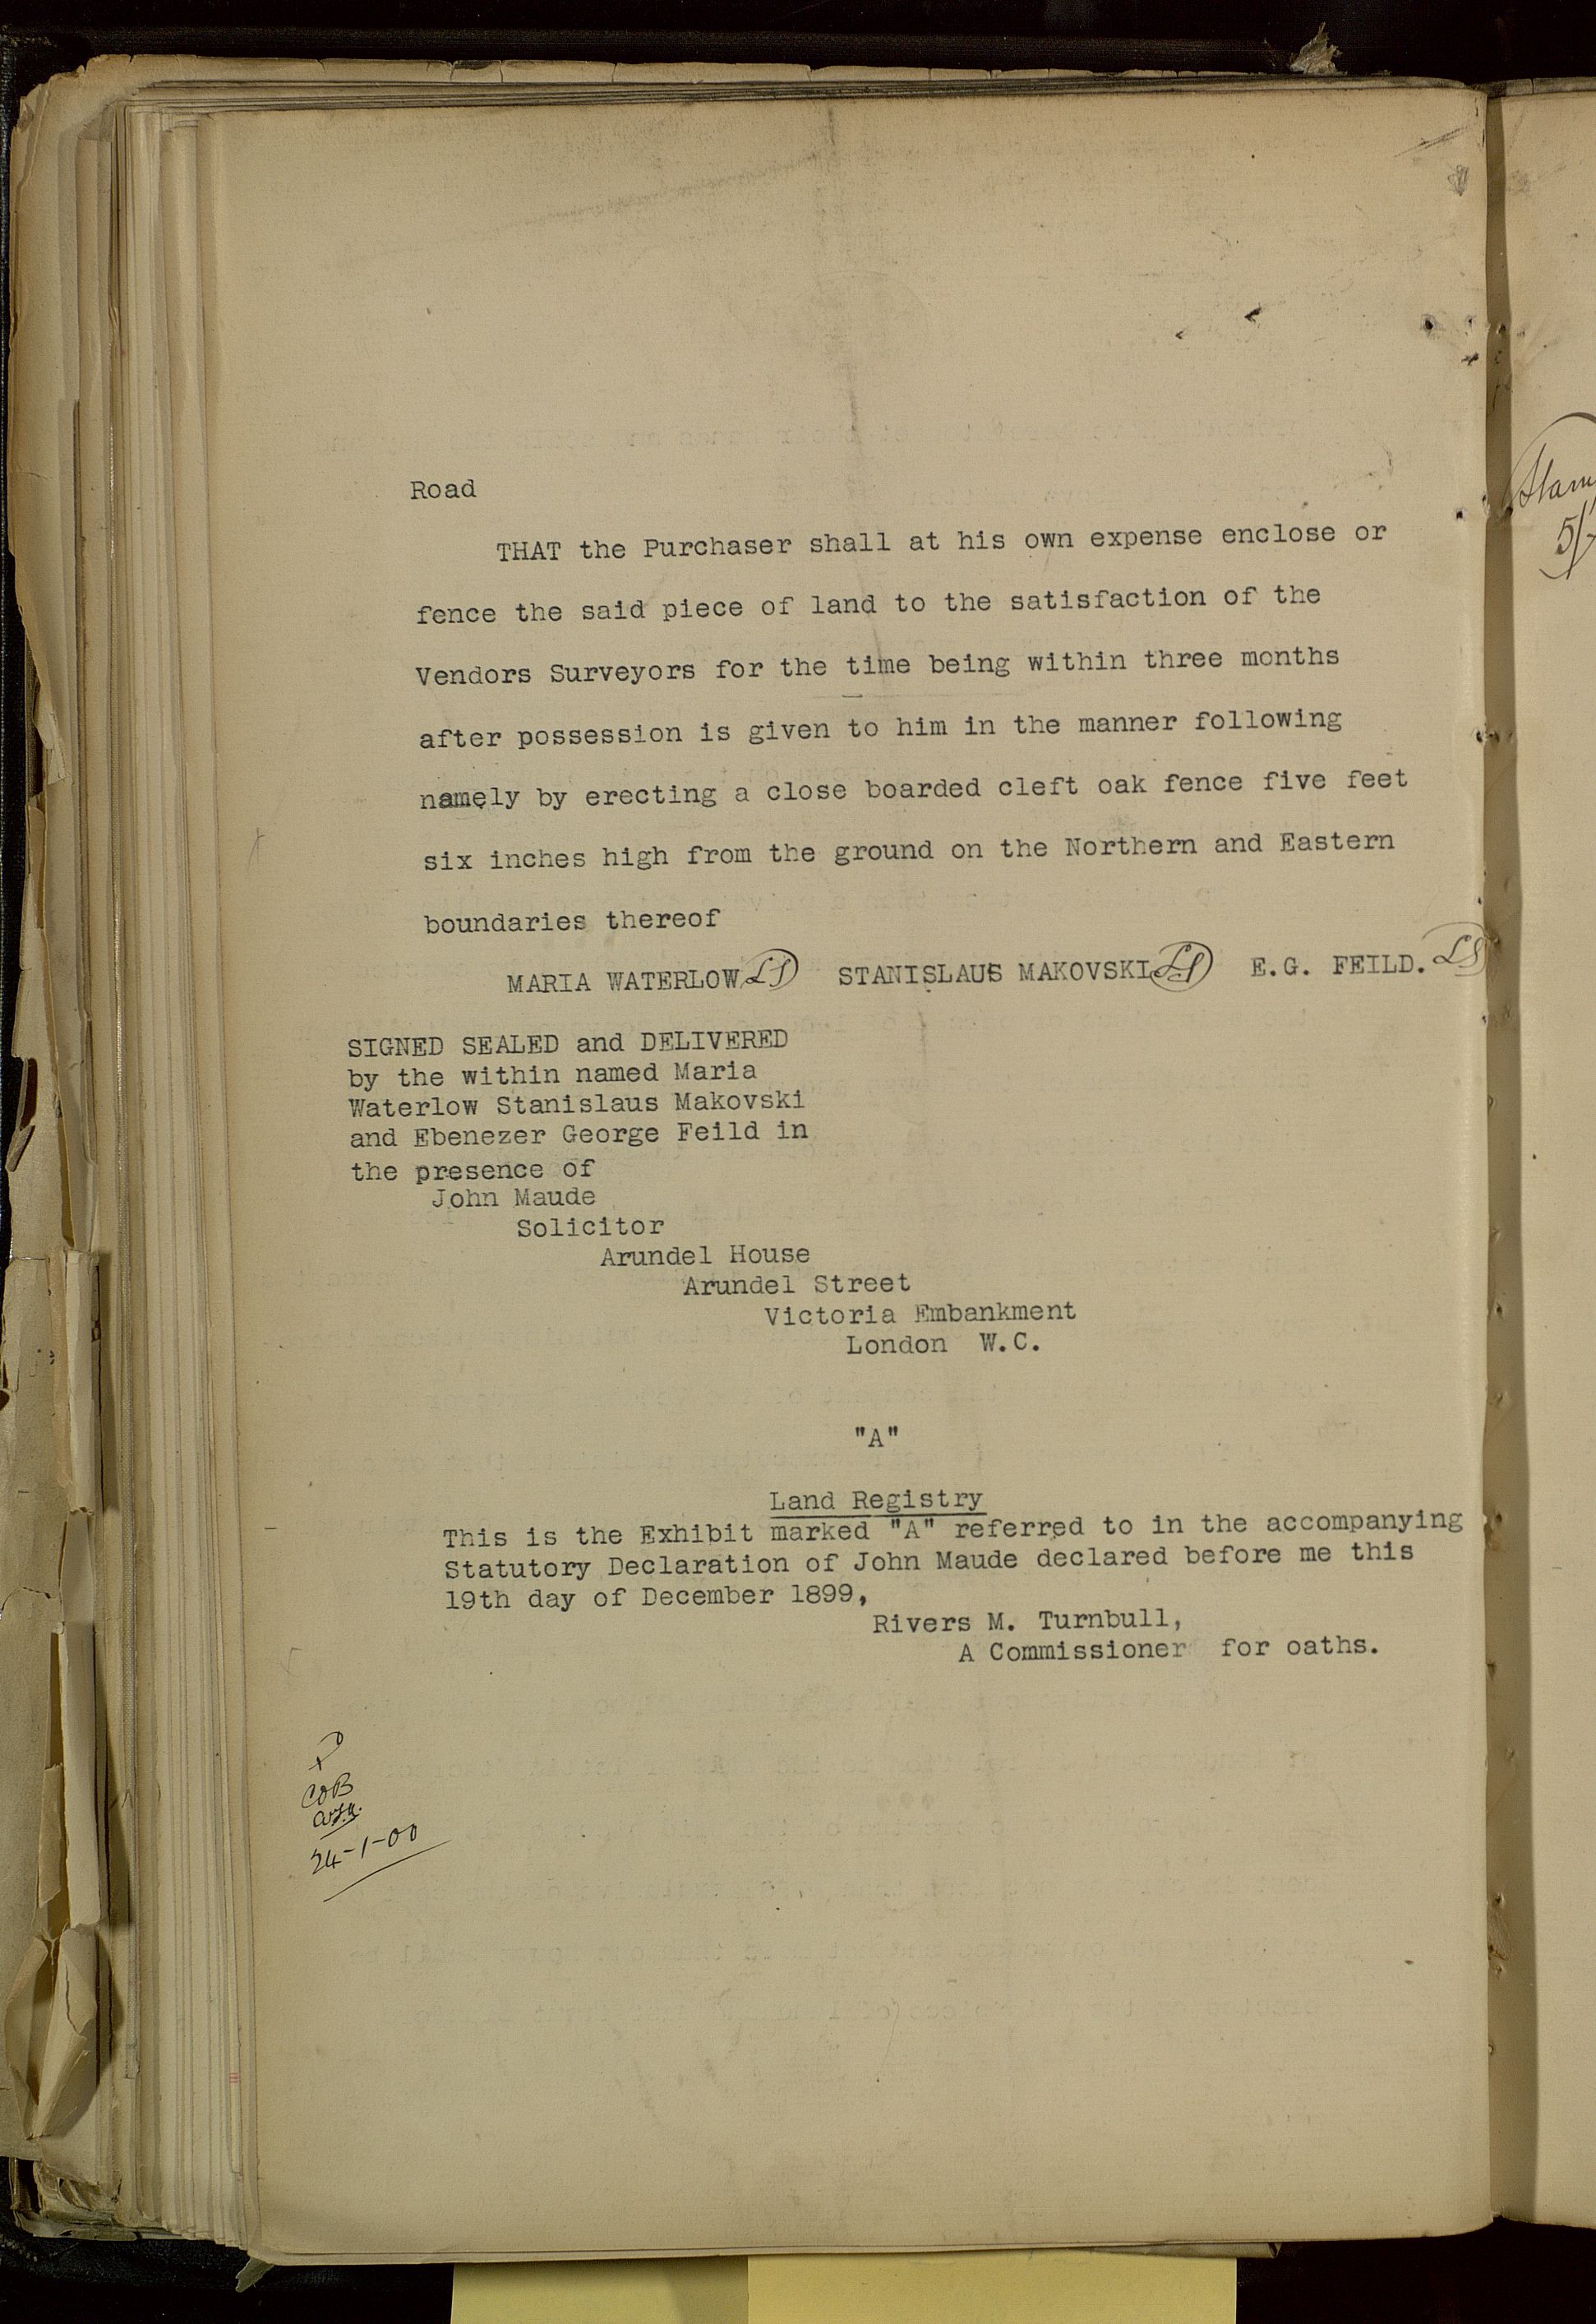 Road
THAT the Purchaser shall at his own expense enclose or
fence the said piece of land to the satisfaction of the
Vendors Surveyors for the time being within three months
after possession is given to him in the manner following
namely by erecting a close boarded cleft oak fence five feet
six inches high from the ground on the Northern and Eastern
boundaries thereof
MARIA WATERLOW LS STANISLAUS MAKOVSKI LS E.G. FEILD. LS
SIGNED SEALED and DELIVERED
by the within named Maria
Waterlow Stanislaus Makovski
and Ebenezer George Feild in
the presence of
John Maude
Solicitor
Arundel House
Arundel Street
Victoria Embankment
London W.C.
"A"
Land Registry
This is the Exhibit marked "A" referred to in the accompanying
Statutory Declaration of John Maude declared before me this
19th day of December 1899,
Rivers M. Turnbull,
A Commissioner for oaths.
COB
24-1-00
5/-